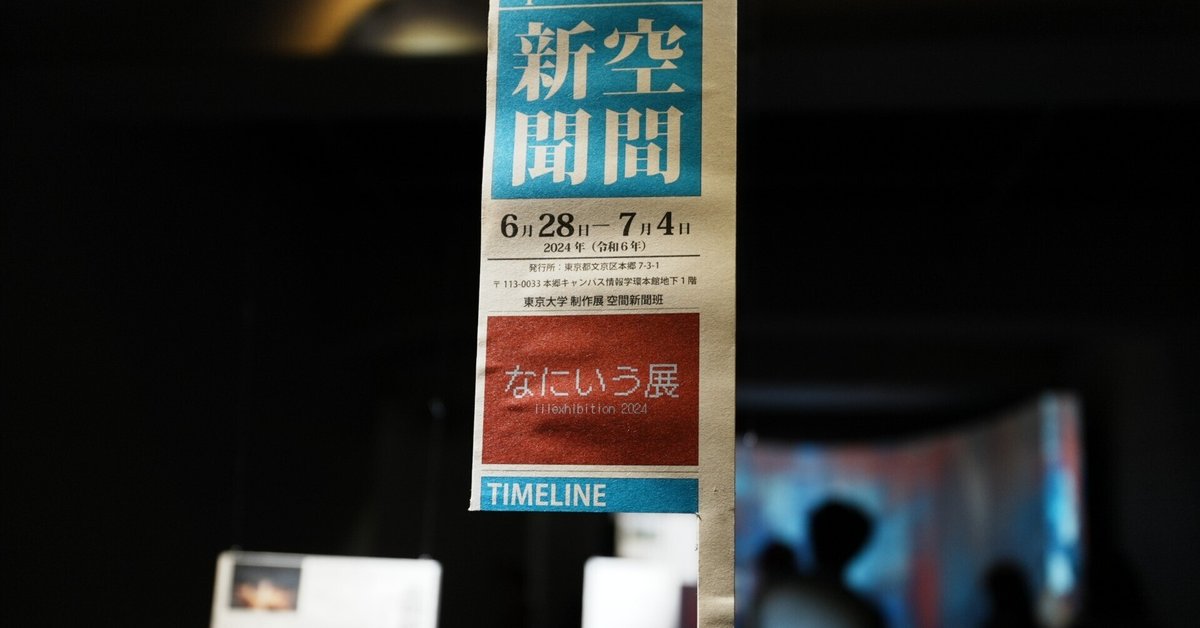 空間
新聞
6月28日―7月4日
2024年（令和6年）
発行所：東京都文京区本郷 7-3-1
〒113-0033 本郷キャンパス情報学環本館地下1階
東京大学 制作展 空間新聞班
なにいう展
iiiexhibition 2024
TIMELINE